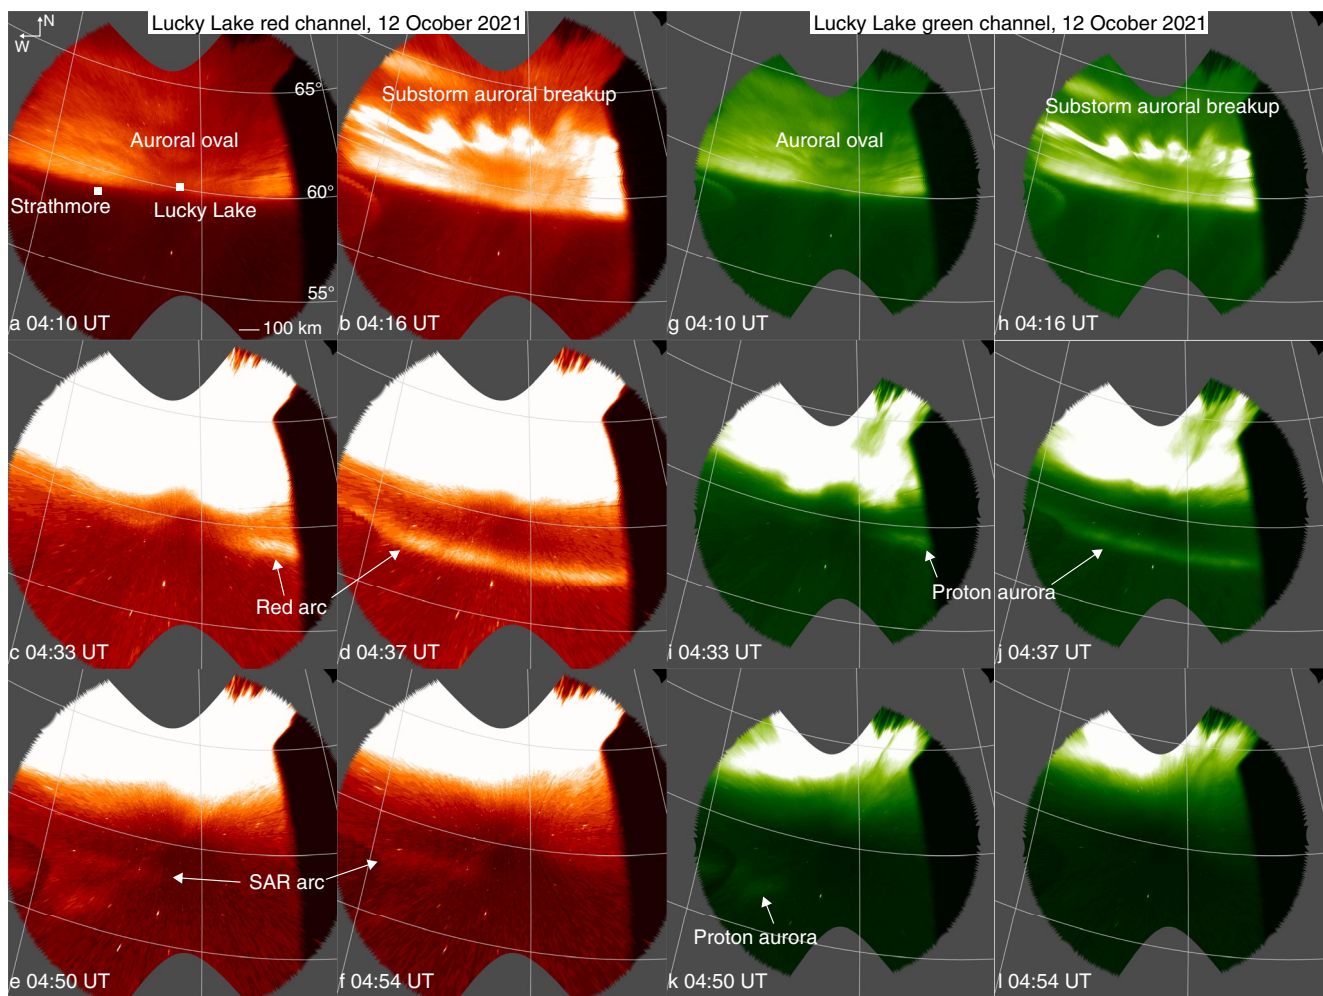 Lucky Lake red channel, 12 Ocober 2021
Lucky Lake green channel, 12 Ocober 2021
N
W
65°
Auroral oval
60°
Strathmore
Lucky Lake
55°
a 04:10 UT
100 km
Substorm auroral breakup
b 04:16 UT
Auroral oval
g 04:10 UT
Substorm auroral breakup
h 04:16 UT
Red arc
c 04:33 UT
d 04:37 UT
Proton aurora
i 04:33 UT
j 04:37 UT
SAR arc
e 04:50 UT
f 04:54 UT
Proton aurora
k 04:50 UT
l 04:54 UT